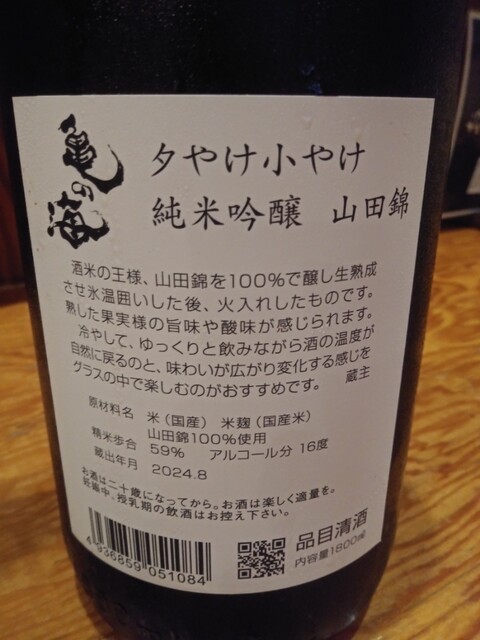 亀の海
夕やけ小やけ
純米吟醸 山田錦
酒米の王様、山田錦を100%で醸し生熟成
させ氷温囲いした後、火入れしたものです。
熟した果実様の旨味や酸味が感じられます。
冷やして、ゆっくりと飲みながら酒の温度が
自然に戻るのと、味わいが広がり変化する感じを
グラスの中で楽しむのがおすすめです。 蔵主
原材料名 米(国産) 米麹(国産米)
山田錦100%使用
精米歩合 59% アルコール分 16度
蔵出年月 2024.8
お酒は二十歳になってから。お酒は楽しく適量を。
妊娠中、授乳期の飲酒はお控え下さい。
4 936859 051084
品目清酒
内容量1800ml